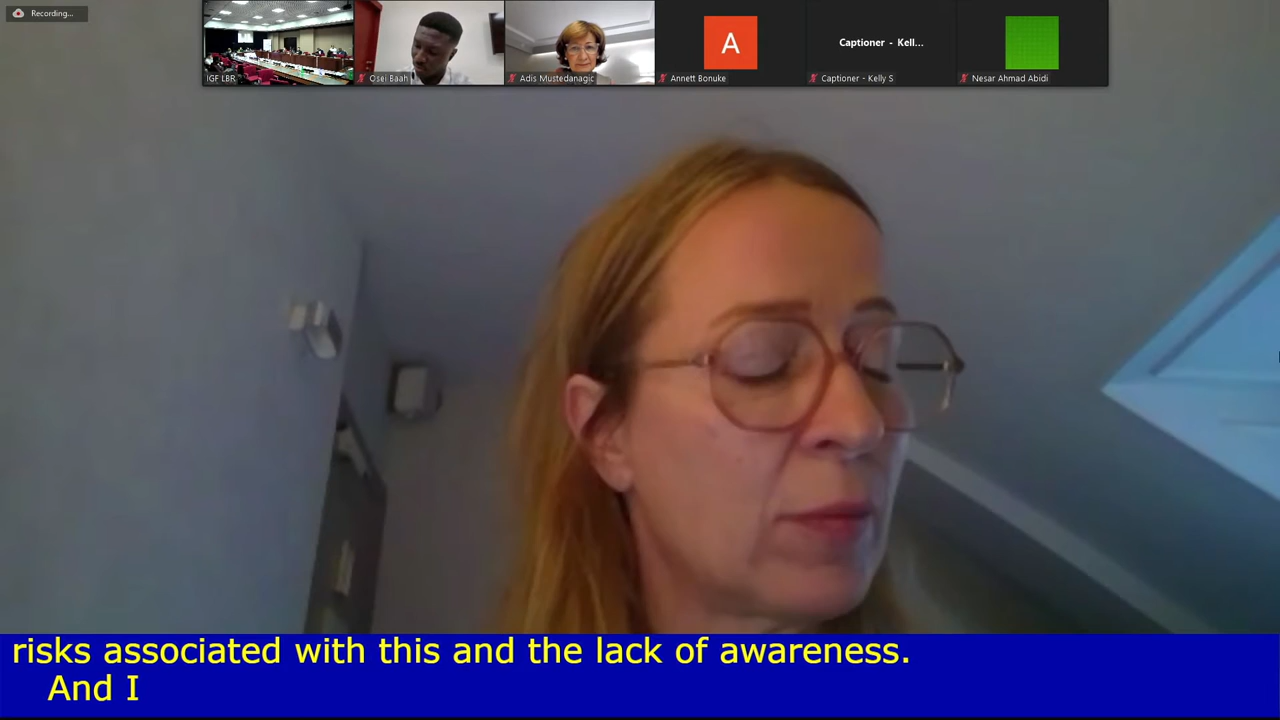 Recording...
IGF LBR
Osei Baah
Adis Mustedanagic
A
Annett Bonuke
Captioner - Kell...
Captioner - Kelly S
Nesar Ahmad Abidi
risks associated with this and the lack of awareness.
And I